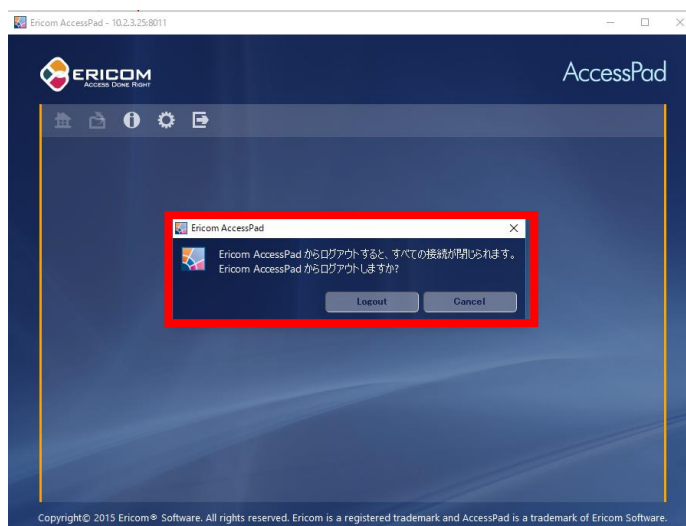 Ericom AccessPad - 10.2.3.25:8011
ERICOM
Access Done Right
AccessPad
Ericom AccessPad
Ericom AccessPad からログアウトすると、すべての接続が閉じられます。
Ericom AccessPad からログアウトしますか?
Logout Cancel
Copyright© 2015 Ericom® Software. All rights reserved. Ericom is a registered trademark and AccessPad is a trademark of Ericom Software.